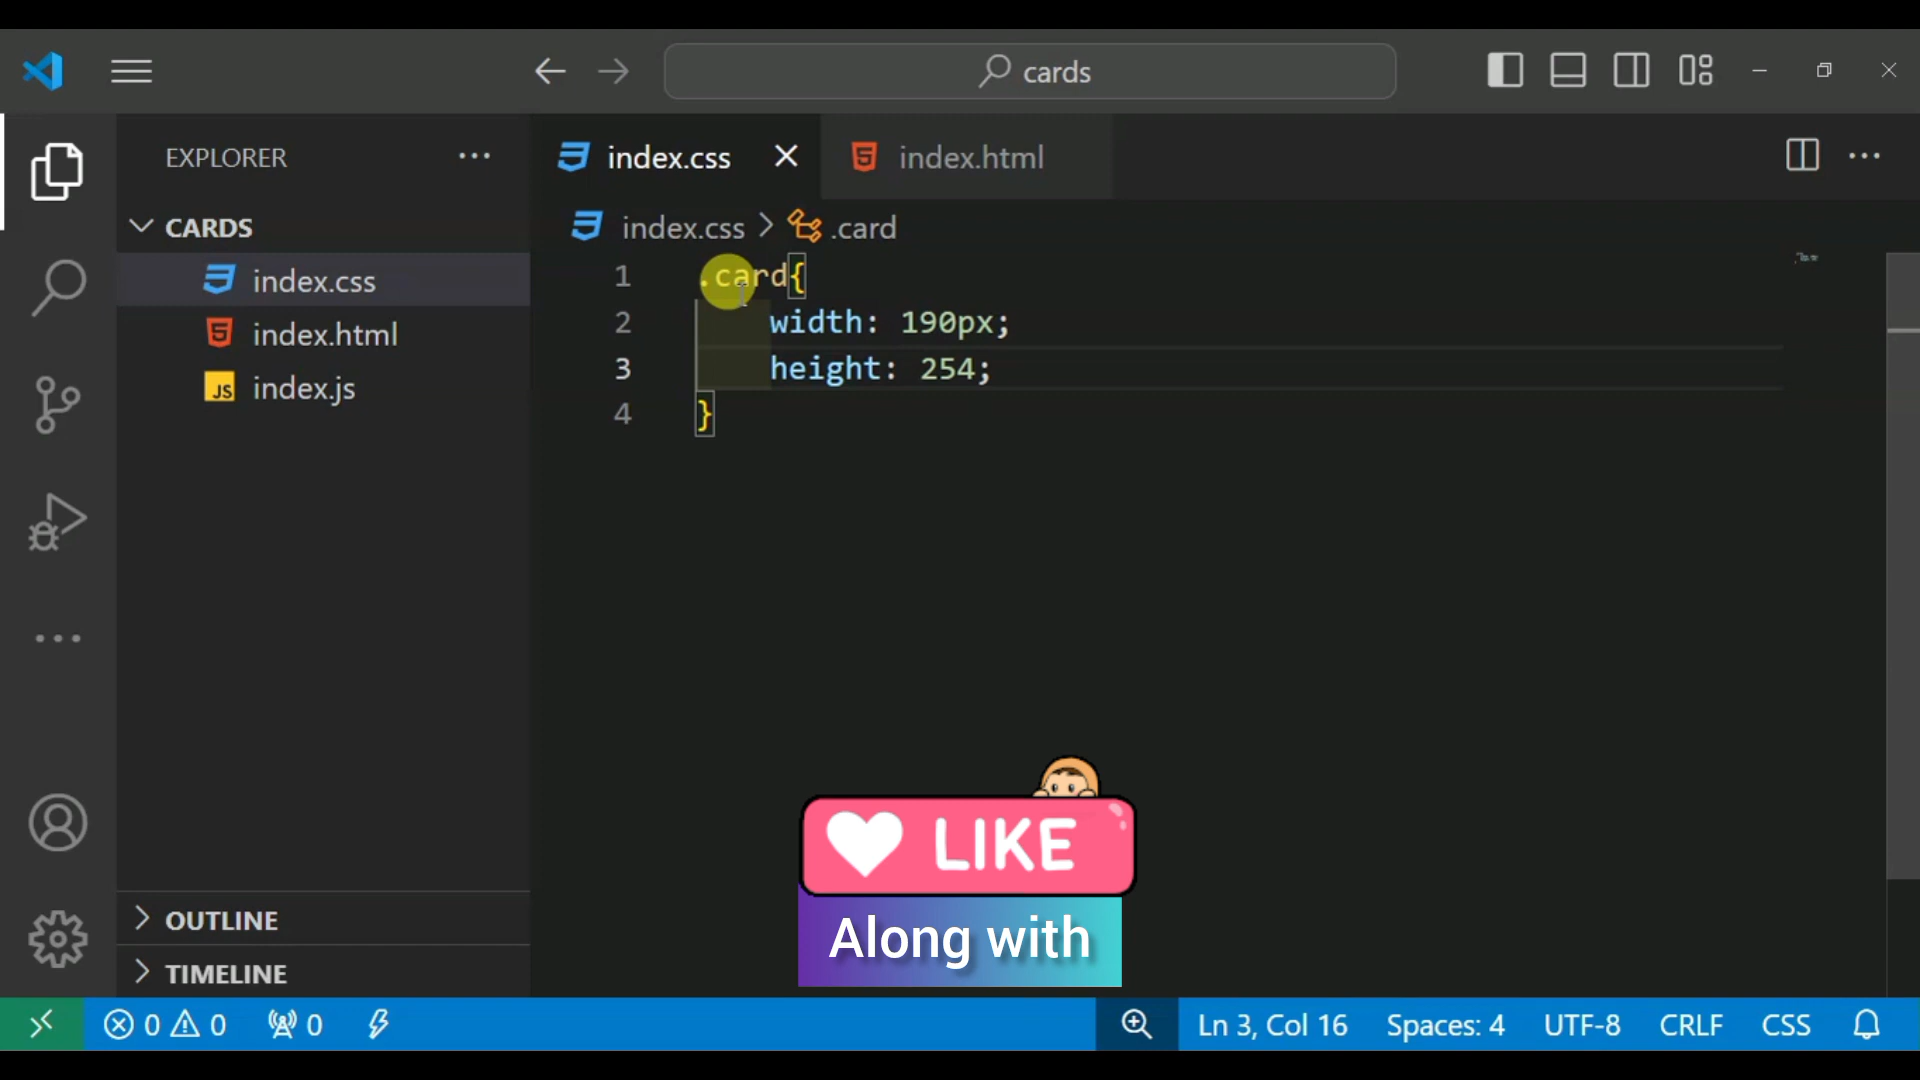 cards
EXPLORER
CARDS
index.css
index.html
index.js
OUTLINE
TIMELINE
index.css
index.html
index.css > .card
1 .card{
2 width: 190px;
3 height: 254;
4 }
LIKE
Along with
0 0 0
Ln 3, Col 16 Spaces: 4 UTF-8 CRLF CSS